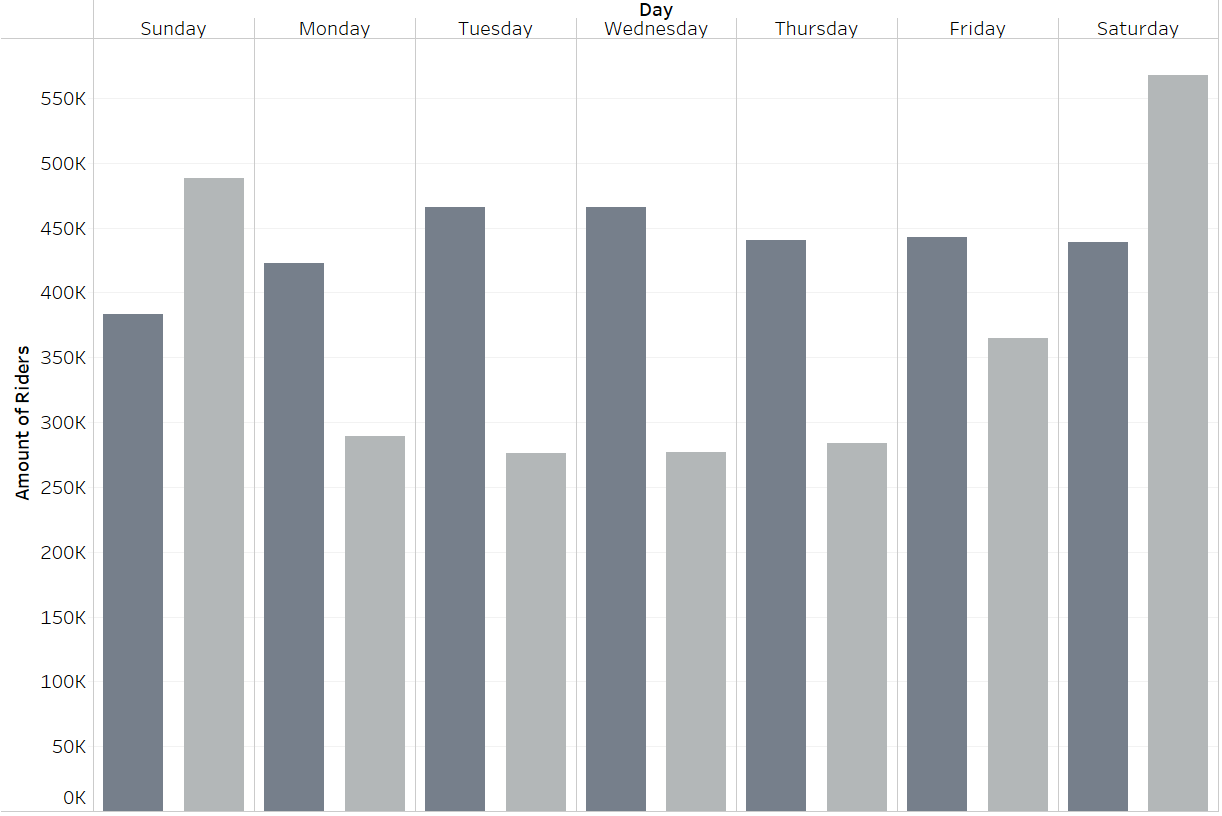 Day
Sunday Monday Tuesday Wednesday Thursday Friday Saturday
550K
500K
450K
400K
350K
300K
250K
200K
150K
100K
50K
0K
Amount of Riders